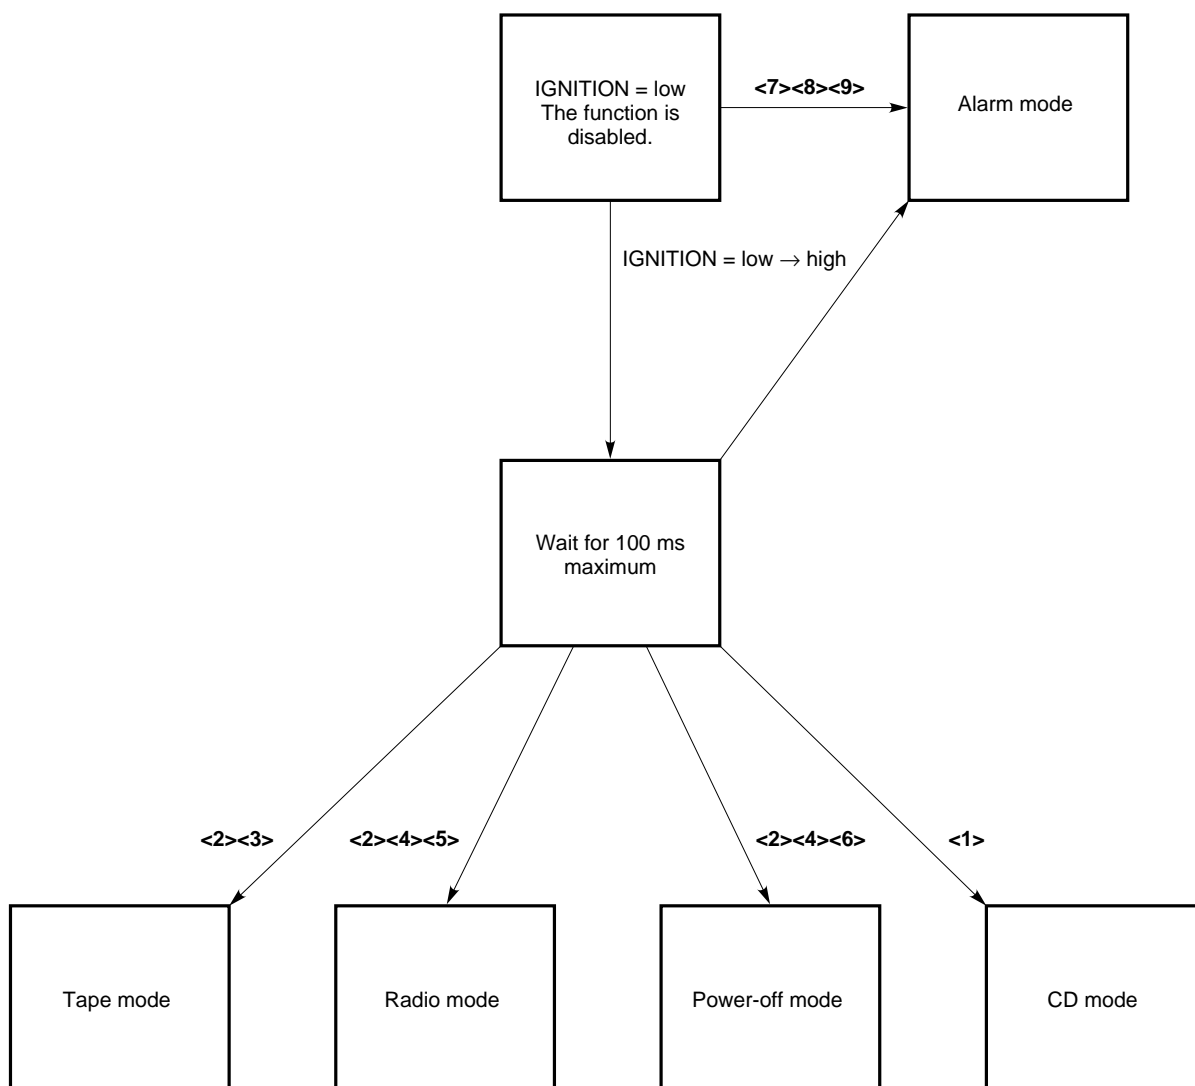 IGNITION = low
The function is
disabled.
<7><8><9>
Alarm mode
IGNITION = low → high
Wait for 100 ms
maximum
<2><3>
<2><4><5>
<2><4><6>
<1>
Tape mode
Radio mode
Power-off mode
CD mode